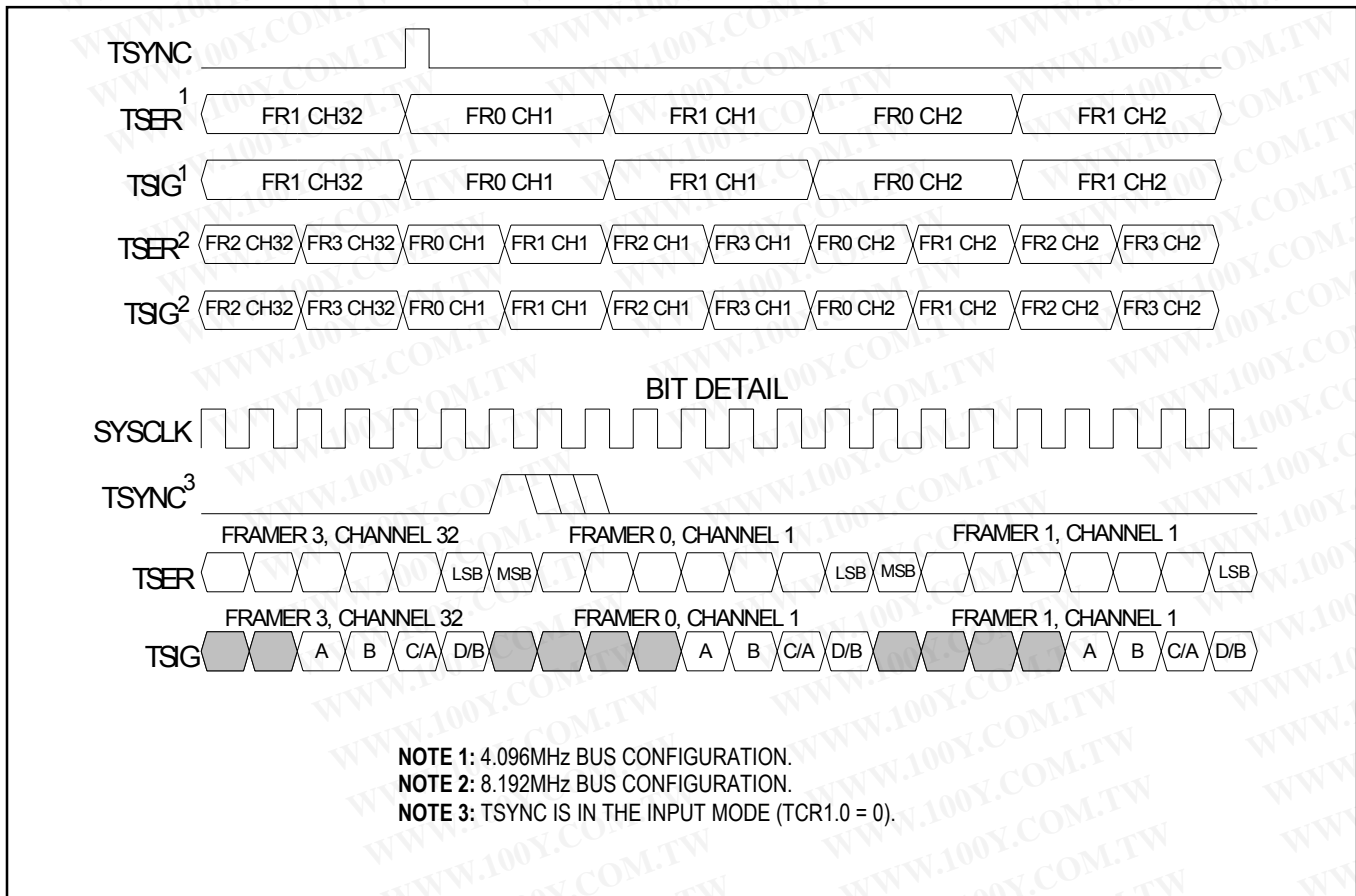 TSYNC
TSER1 FR1 CH32 FR0 CH1 FR1 CH1 FR0 CH2 FR1 CH2
TSIG1 FR1 CH32 FR0 CH1 FR1 CH1 FR0 CH2 FR1 CH2
TSER2 FR2 CH32 FR3 CH32 FR0 CH1 FR1 CH1 FR2 CH1 FR3 CH1 FR0 CH2 FR1 CH2 FR2 CH2 FR3 CH2
TSIG2 FR2 CH32 FR3 CH32 FR0 CH1 FR1 CH1 FR2 CH1 FR3 CH1 FR0 CH2 FR1 CH2 FR2 CH2 FR3 CH2
BIT DETAIL
SYSCLK
TSYNC3
FRAMER 3, CHANNEL 32 FRAMER 0, CHANNEL 1 FRAMER 1, CHANNEL 1
TSER LSB MSB LSB MSB LSB
FRAMER 3, CHANNEL 32 FRAMER 0, CHANNEL 1 FRAMER 1, CHANNEL 1
TSIG A B C/A D/B A B C/A D/B A B C/A D/B
NOTE 1: 4.096MHz BUS CONFIGURATION.
NOTE 2: 8.192MHz BUS CONFIGURATION.
NOTE 3: TSYNC IS IN THE INPUT MODE (TCR1.0 = 0).
WWW.100Y.COM.TW